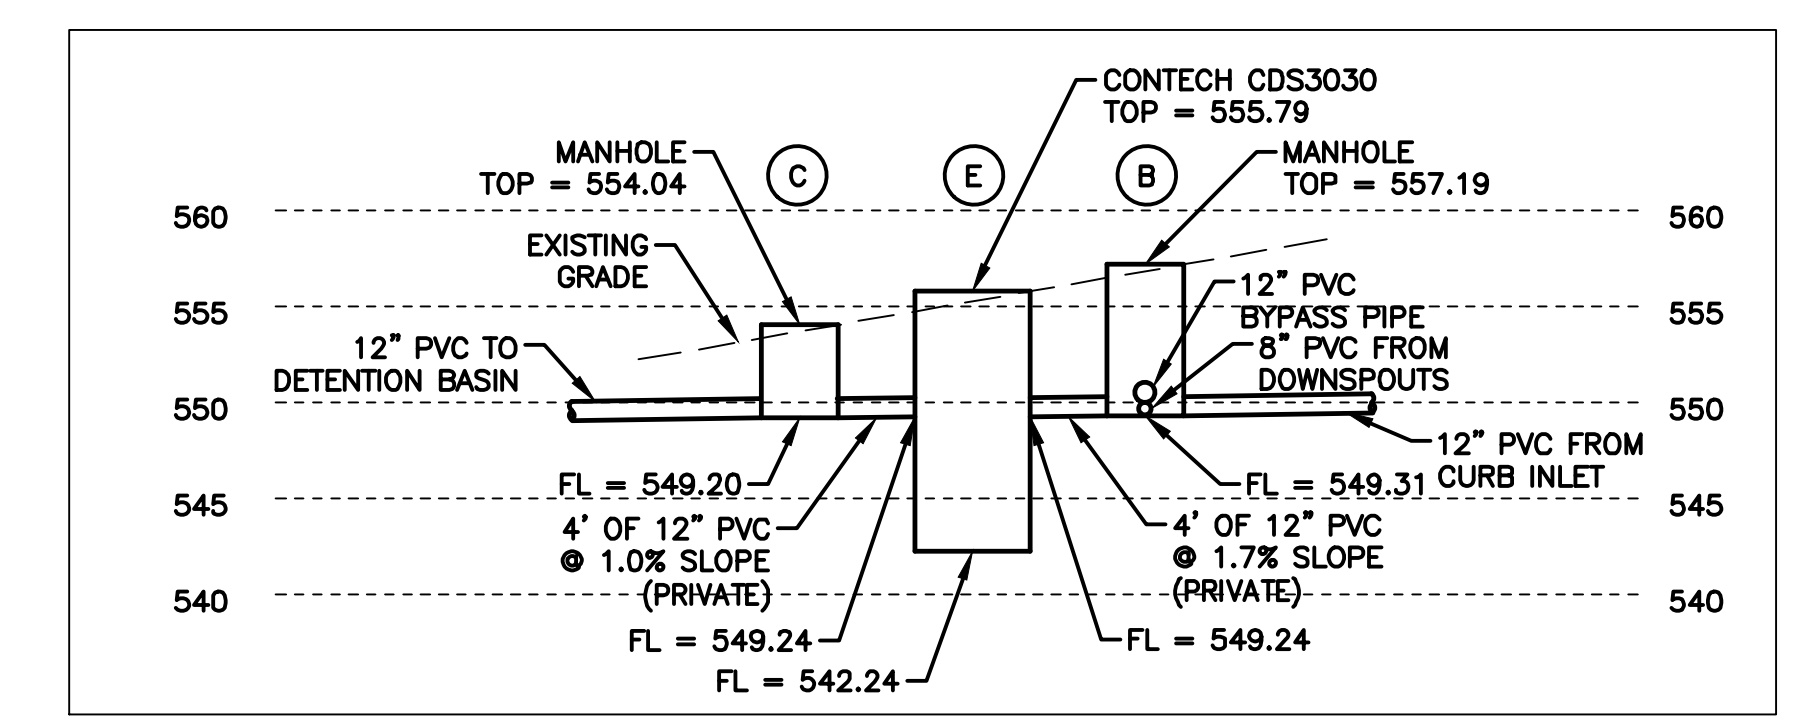 CONTECH CDS3030
TOP = 555.79
MANHOLE
TOP = 554.04
C
E
B
MANHOLE
TOP = 557.19
560
560
EXISTING
GRADE
12” PVC
BYPASS PIPE
555
555
12” PVC TO
DETENTION BASIN
8” PVC FROM
DOWNSPOUTS
550
550
12” PVC FROM
CURB INLET
FL = 549.20
FL = 549.31
545
545
4’ OF 12” PVC
@ 1.0% SLOPE
(PRIVATE)
4’ OF 12” PVC
@ 1.7% SLOPE
(PRIVATE)
540
540
FL = 549.24
FL = 549.24
FL = 542.24